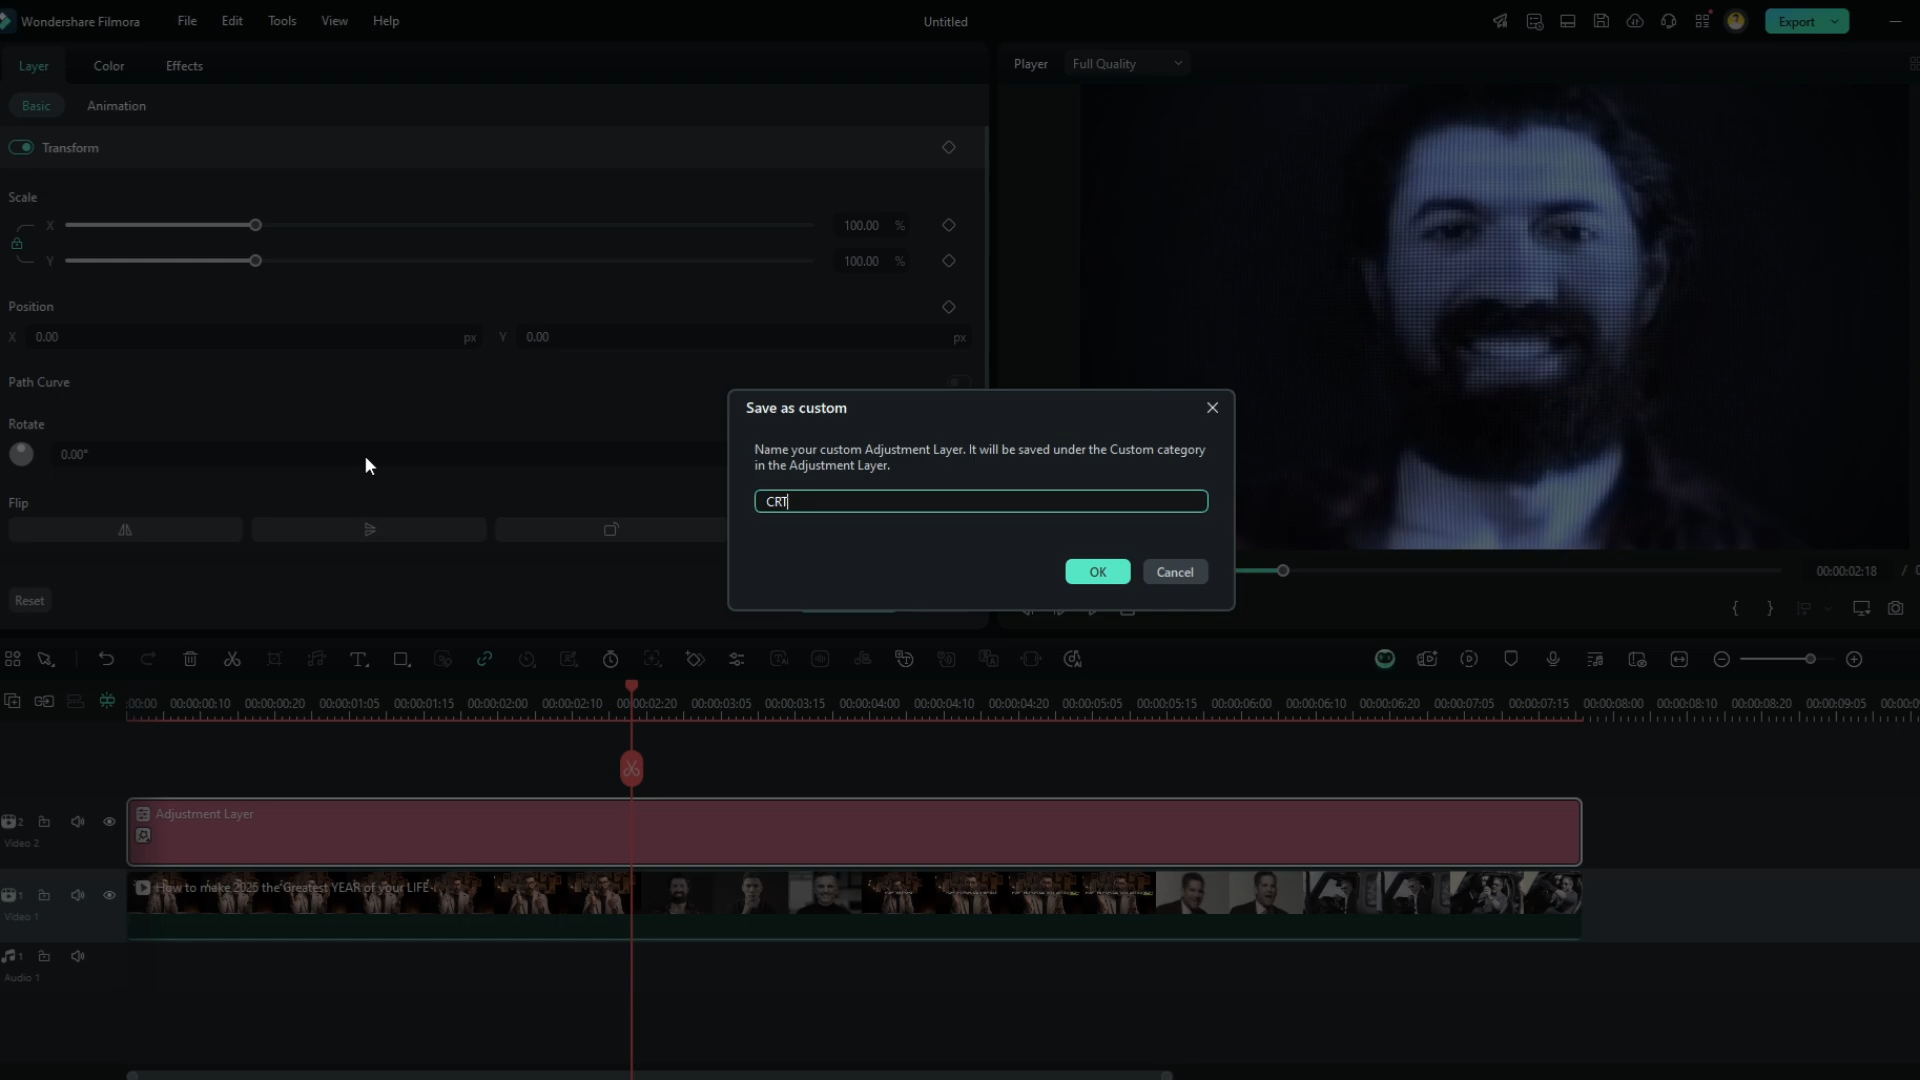 Wondershare Filmora File Edit Tools View Help Untitled Export
Layer Color Effects
Player Full Quality
Basic Animation
Transform
Scale
X 100.00 %
Y 100.00 %
Position
X 0.00 px Y 0.00 px
Path Curve
Rotate
0.00°
Flip
Reset
Save as custom
Name your custom Adjustment Layer. It will be saved under the Custom category
in the Adjustment Layer.
CRT
OK Cancel
00:00:02:18 /
:00:00 00:00:00:10 00:00:00:20 00:00:01:05 00:00:01:15 00:00:02:00 00:00:02:10 00:00:02:20 00:00:03:05 00:00:03:15 00:00:04:00 00:00:04:10 00:00:04:20 00:00:05:05 00:00:05:15 00:00:06:00 00:00:06:10 00:00:06:20 00:00:07:05 00:00:07:15 00:00:08:00 00:00:08:10 00:00:08:20 00:00:09:05 00:00:0
2 Adjustment Layer
Video 2
1 How to make 2025 the Greatest YEAR of your LIFE
Video 1
1
Audio 1